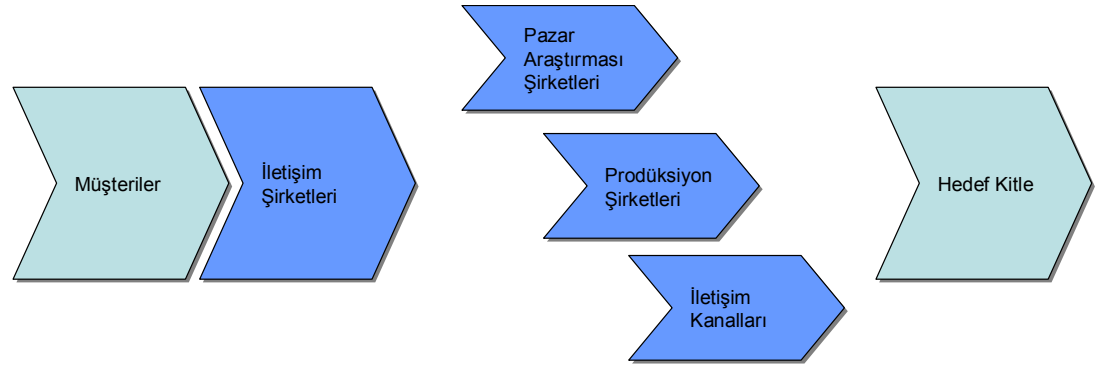 Müşteriler
İletişim
Şirketleri
Pazar
Araştırması
Şirketleri
Prodüksiyon
Şirketleri
İletişim
Kanalları
Hedef Kitle